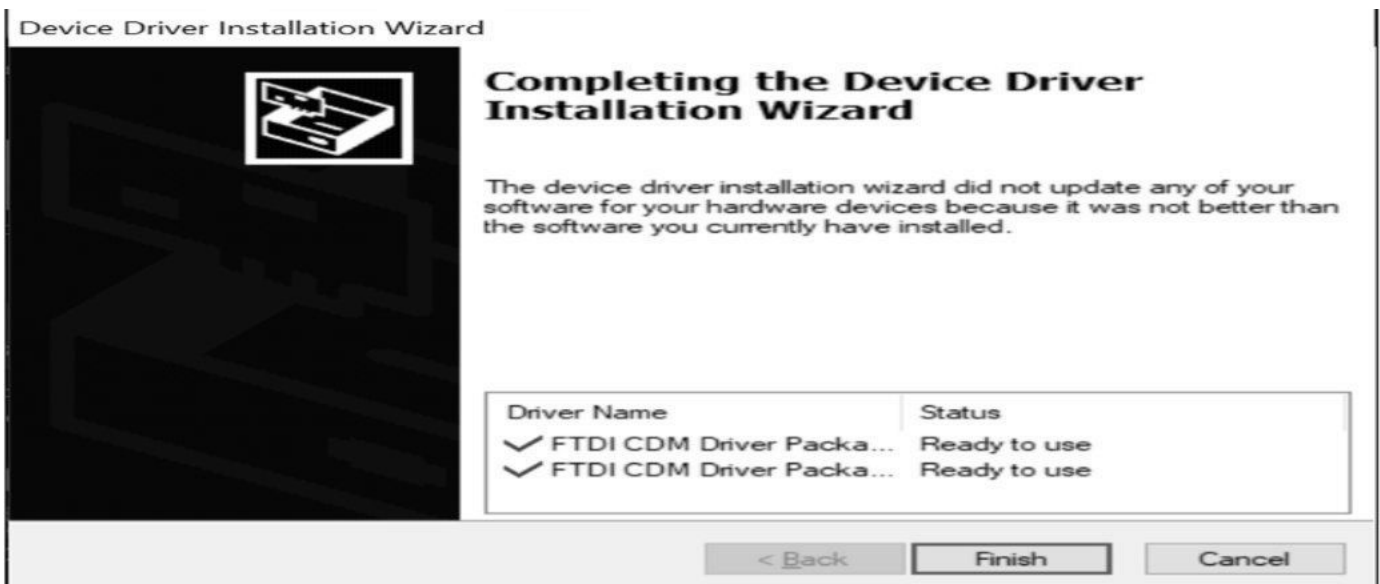 Device Driver Installation Wizard
Completing the Device Driver
Installation Wizard
The device driver installation wizard did not update any of your
software for your hardware devices because it was not better than
the software you currently have installed.
Driver Name Status
FTDI CDM Driver Packa... Ready to use
FTDI CDM Driver Packa... Ready to use
< Back Finish Cancel